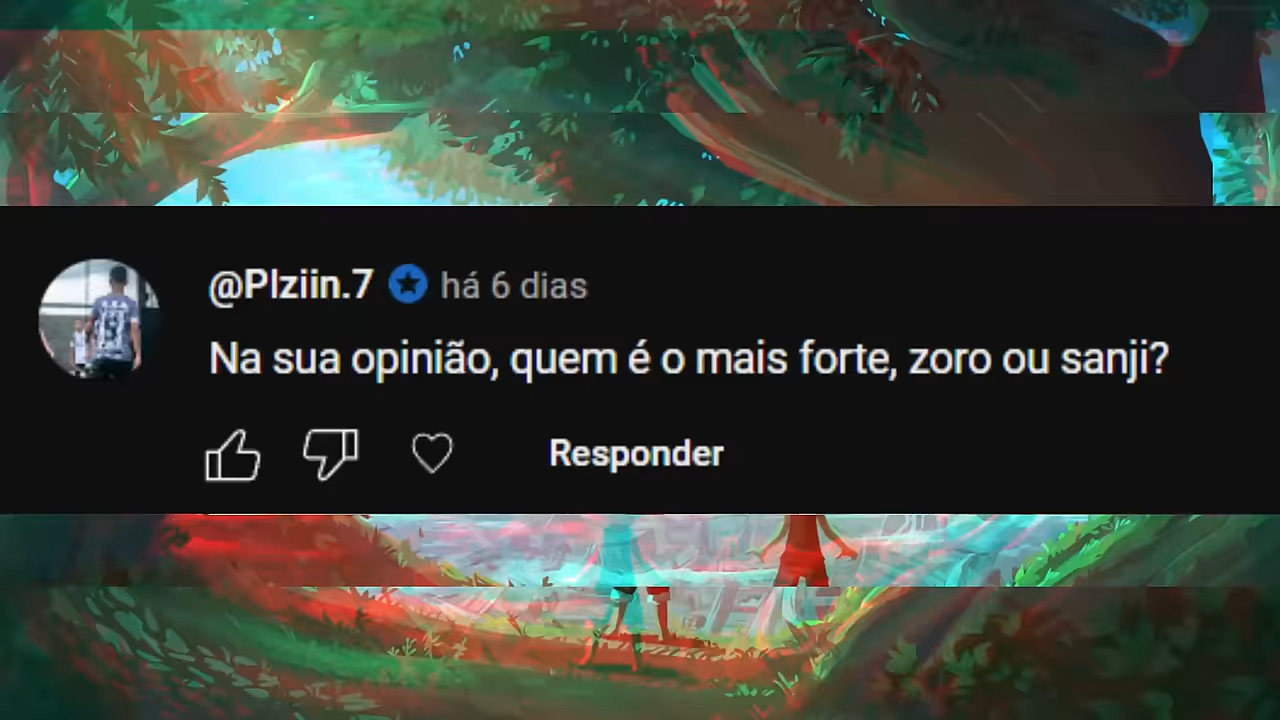 @Plziin.7 há 6 dias
Na sua opinião, quem é o mais forte, zoro ou sanji?
Responder